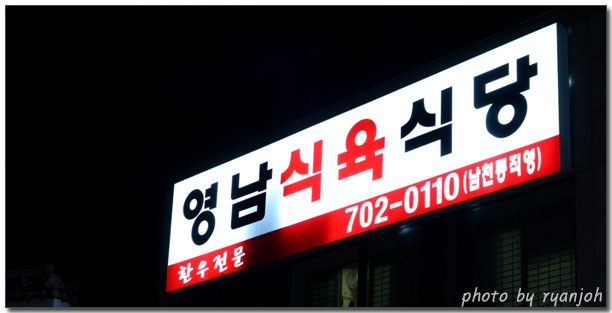 영남식육식당
한우전문 702-0110(남천동직영)
photo by ryanjoh